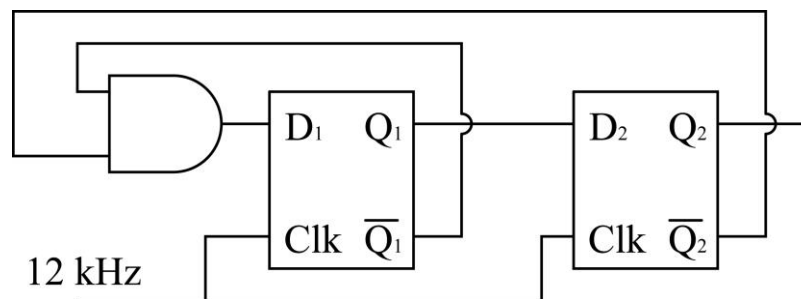 D₁ Q₁ D₂ Q₂
Clk Q̅₁ Clk Q̅₂
12 kHz